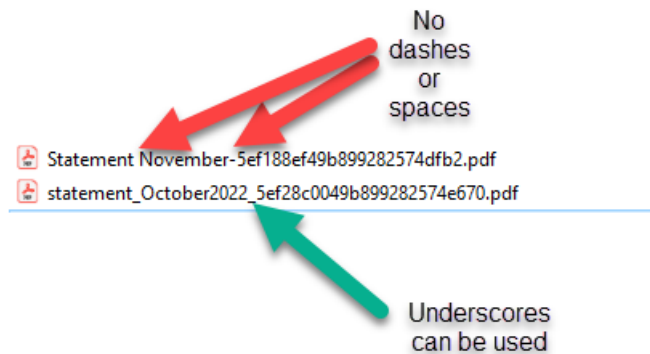 No
dashes
or
spaces
Statement November-5ef188ef49b899282574dfb2.pdf
statement_October2022_5ef28c0049b899282574e670.pdf
Underscores
can be used